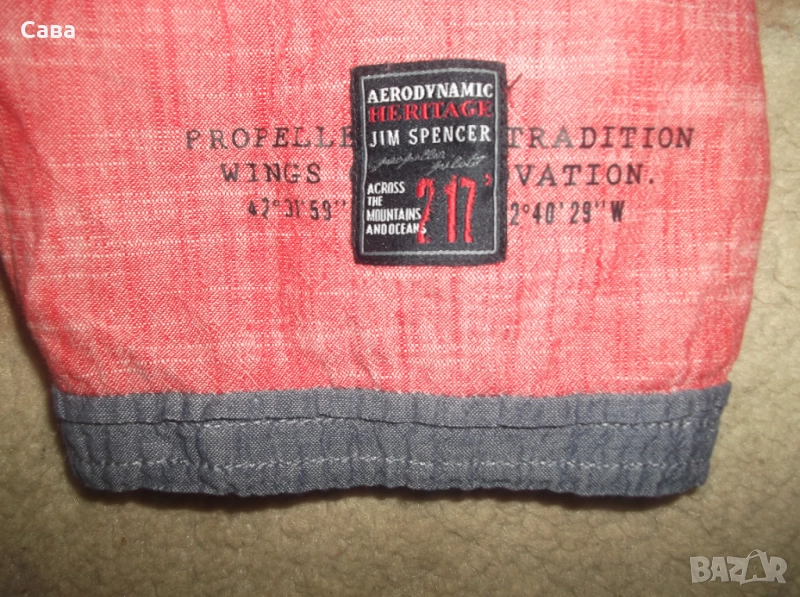 Сава
AERODYNAMIC
HERITAGE
JIM SPENCER
PROPELLE TRADITION
WINGS VATION.
42°31'59" 2°40'29"W
ACROSS
THE
MOUNTAINS
AND OCEANS
217
BAZAR